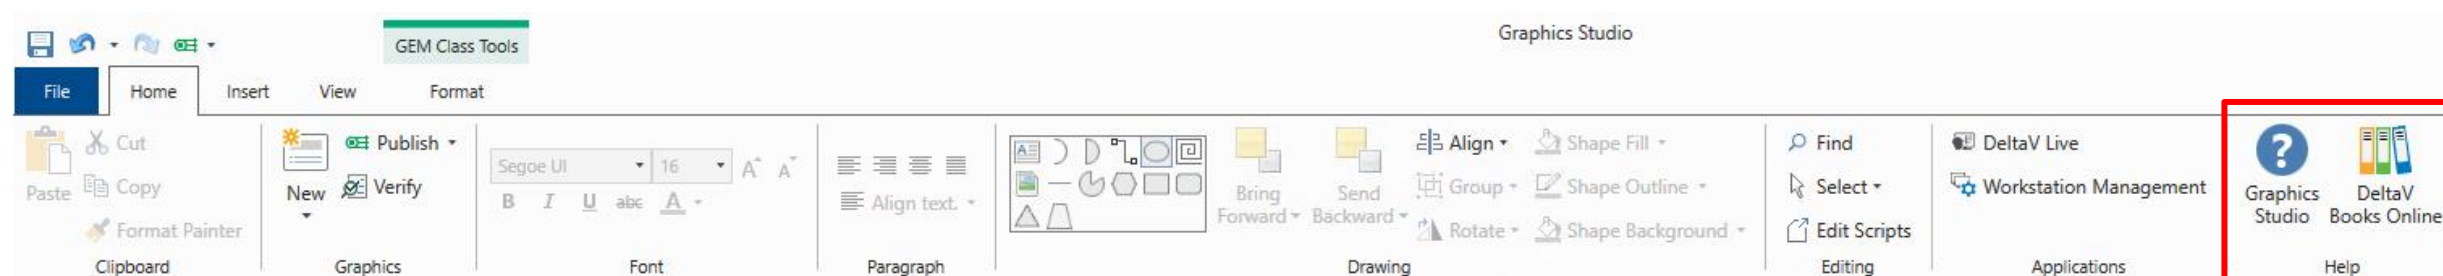 Graphics Studio
GEM Class Tools
File Home Insert View Format
Paste
Cut
Copy
Format Painter
Clipboard
New
Publish
Verify
Graphics
Segoe UI 16 A A
B I U abc A
Font
Align text.
Paragraph
A
Bring
Forward
Send
Backward
Align
Group
Rotate
Shape Fill
Shape Outline
Shape Background
Drawing
Find
Select
Edit Scripts
Editing
DeltaV Live
Workstation Management
Applications
?
Graphics
Studio
DeltaV
Books Online
Help